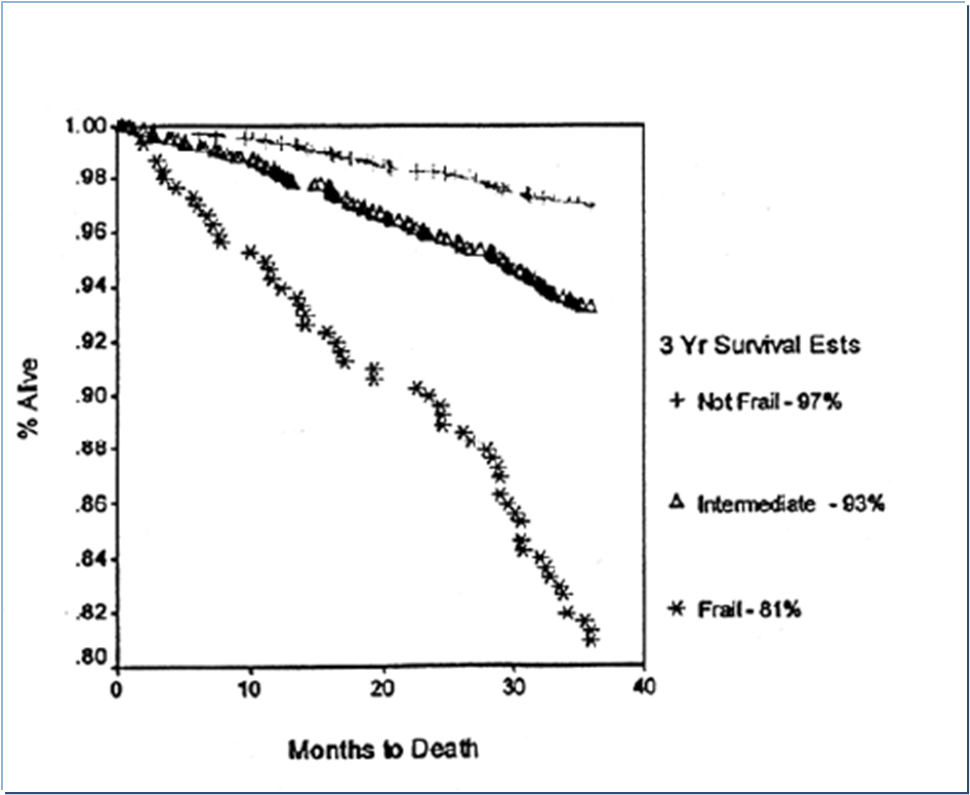 1.00
.98
.96
.94
.92
.90
.88
.86
.84
.82
.80
% Alive
0 10 20 30 40
Months to Death
3 Yr Survival Ests
Not Frail - 97%
Intermediate - 93%
Frail - 81%